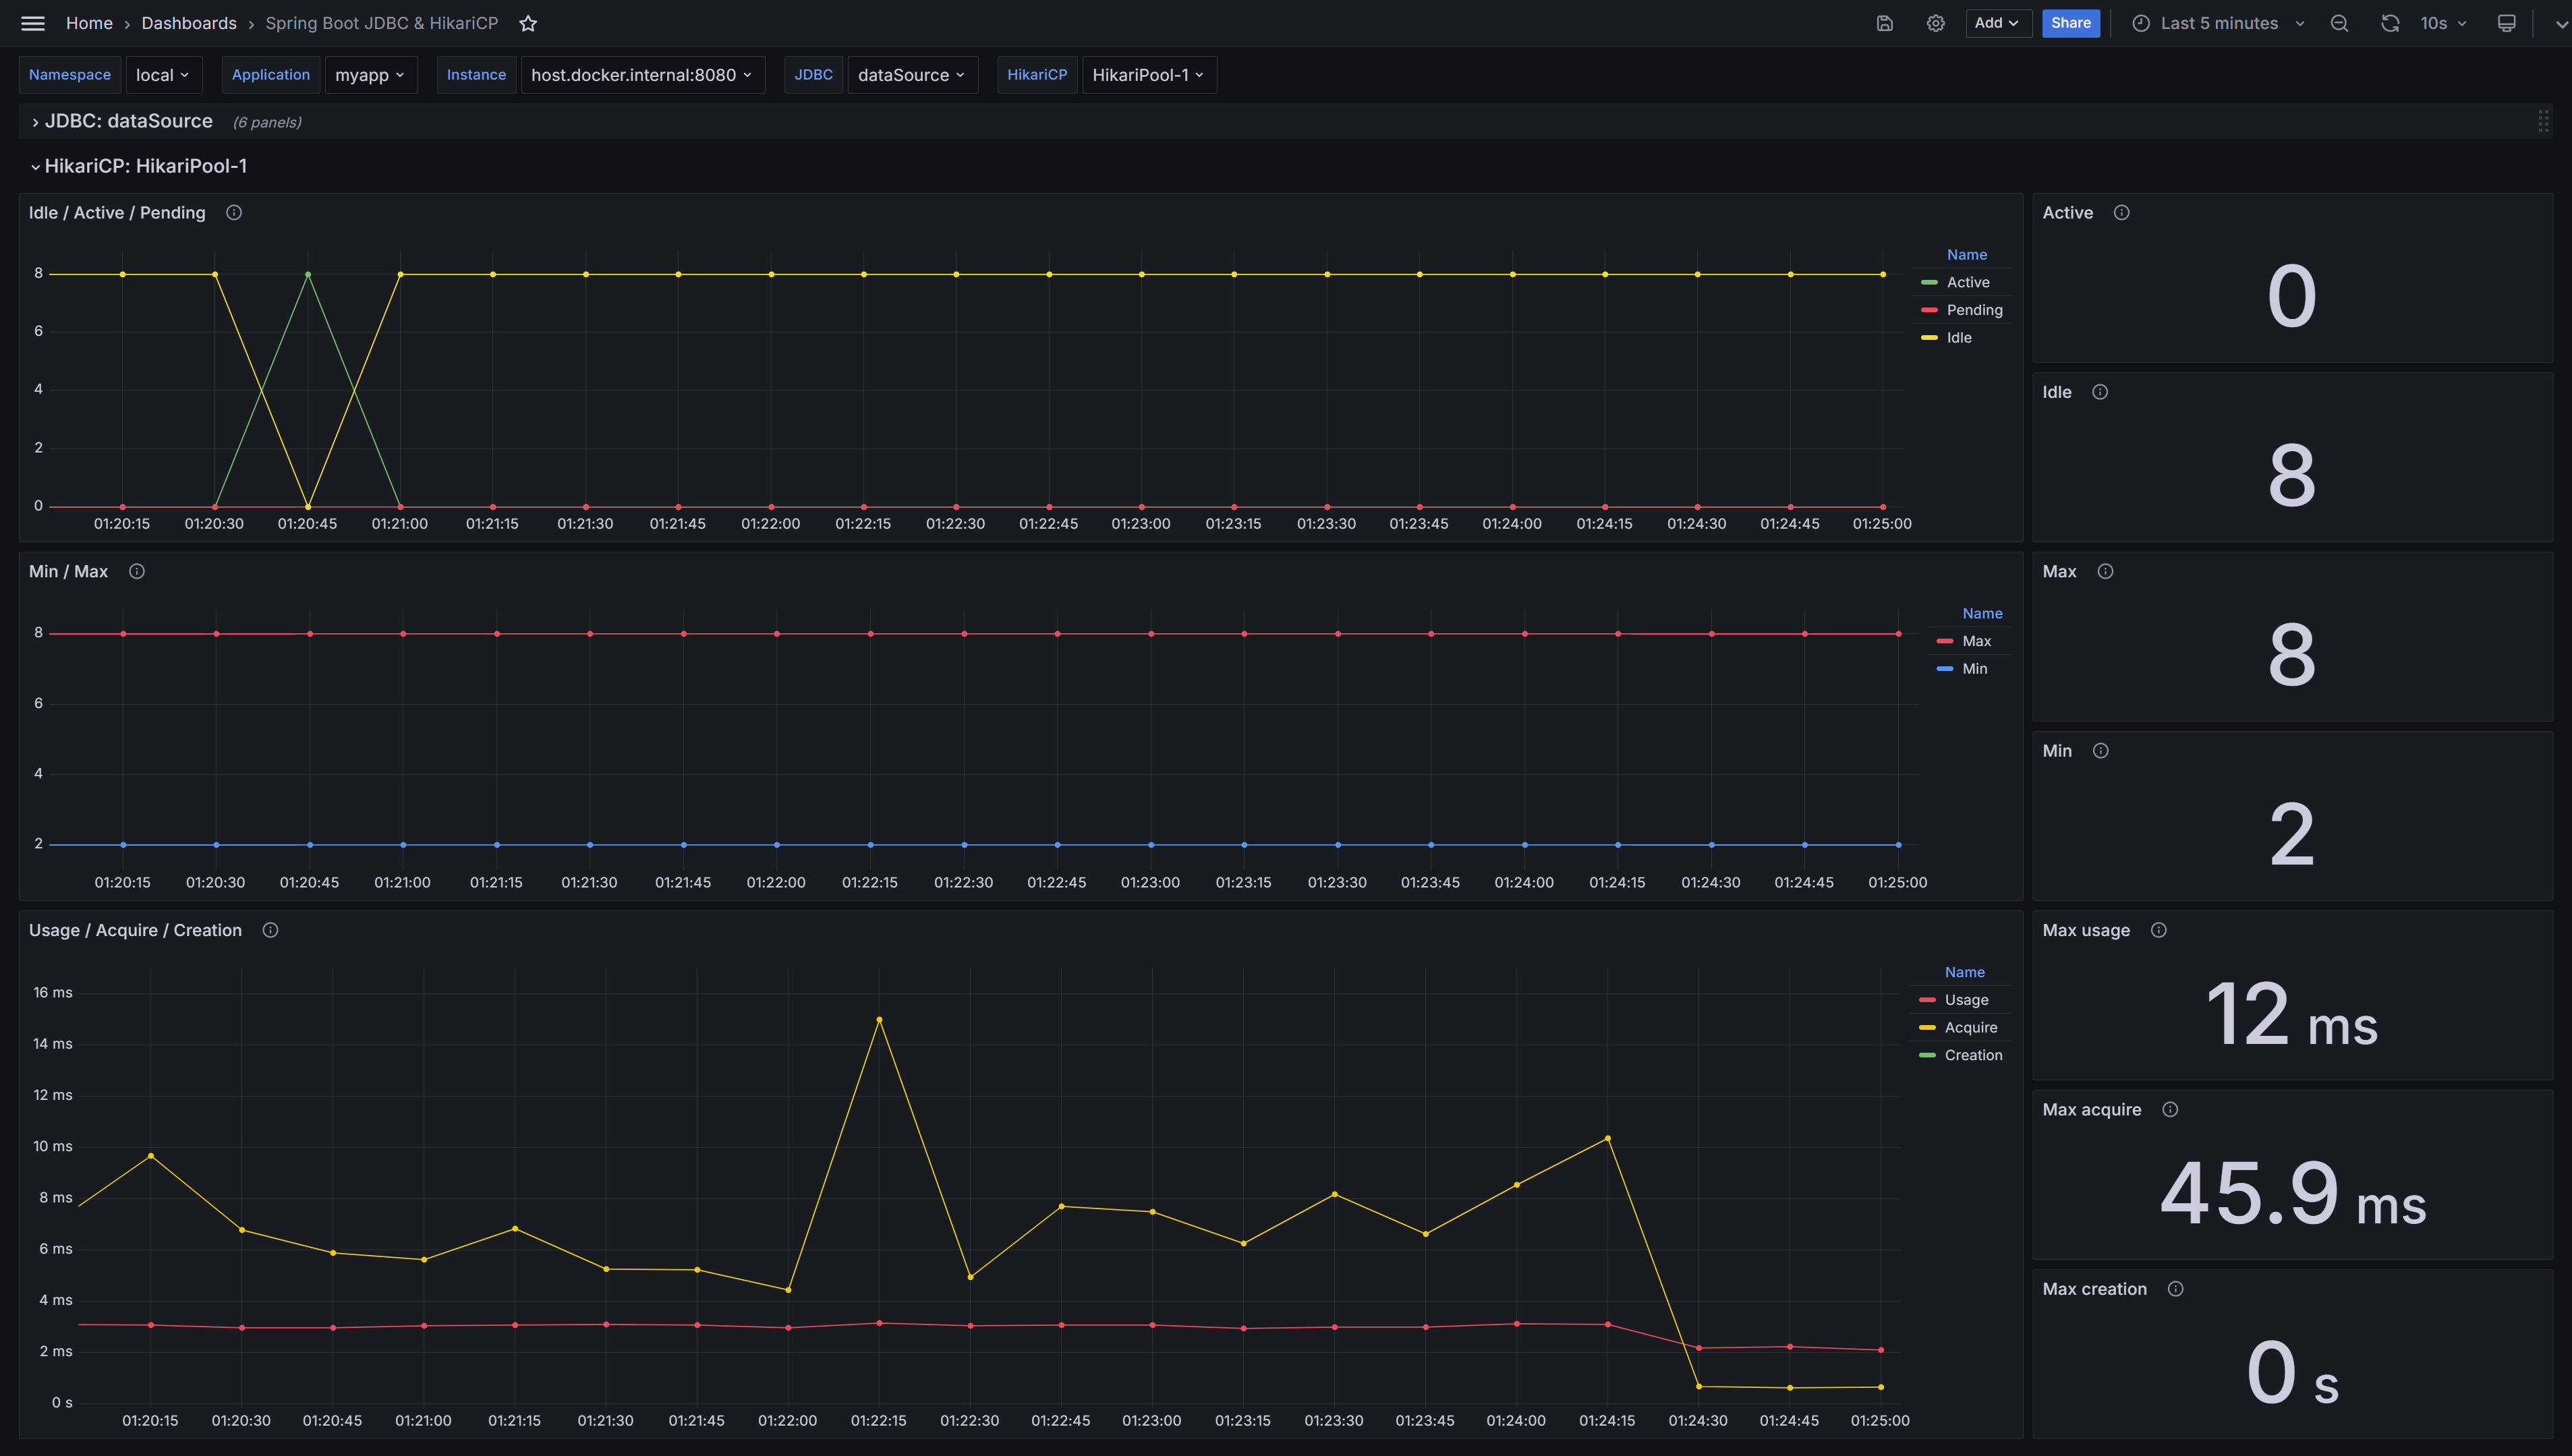 Home › Dashboards › Spring Boot JDBC & HikariCP
Add
Share
Last 5 minutes
10s
Namespace local
Application myapp
Instance host.docker.internal:8080
JDBC dataSource
HikariCP HikariPool-1
JDBC: dataSource (6 panels)
HikariCP: HikariPool-1
Idle / Active / Pending
8
6
4
2
0
01:20:15 01:20:30 01:20:45 01:21:00 01:21:15 01:21:30 01:21:45 01:22:00 01:22:15 01:22:30 01:22:45 01:23:00 01:23:15 01:23:30 01:23:45 01:24:00 01:24:15 01:24:30 01:24:45 01:25:00
Name
Active
Pending
Idle
Active
0
Idle
8
Min / Max
8
6
4
2
01:20:15 01:20:30 01:20:45 01:21:00 01:21:15 01:21:30 01:21:45 01:22:00 01:22:15 01:22:30 01:22:45 01:23:00 01:23:15 01:23:30 01:23:45 01:24:00 01:24:15 01:24:30 01:24:45 01:25:00
Name
Max
Min
Max
8
Min
2
Usage / Acquire / Creation
16 ms
14 ms
12 ms
10 ms
8 ms
6 ms
4 ms
2 ms
0 s
01:20:15 01:20:30 01:20:45 01:21:00 01:21:15 01:21:30 01:21:45 01:22:00 01:22:15 01:22:30 01:22:45 01:23:00 01:23:15 01:23:30 01:23:45 01:24:00 01:24:15 01:24:30 01:24:45 01:25:00
Name
Usage
Acquire
Creation
Max usage
12 ms
Max acquire
45.9 ms
Max creation
0 s